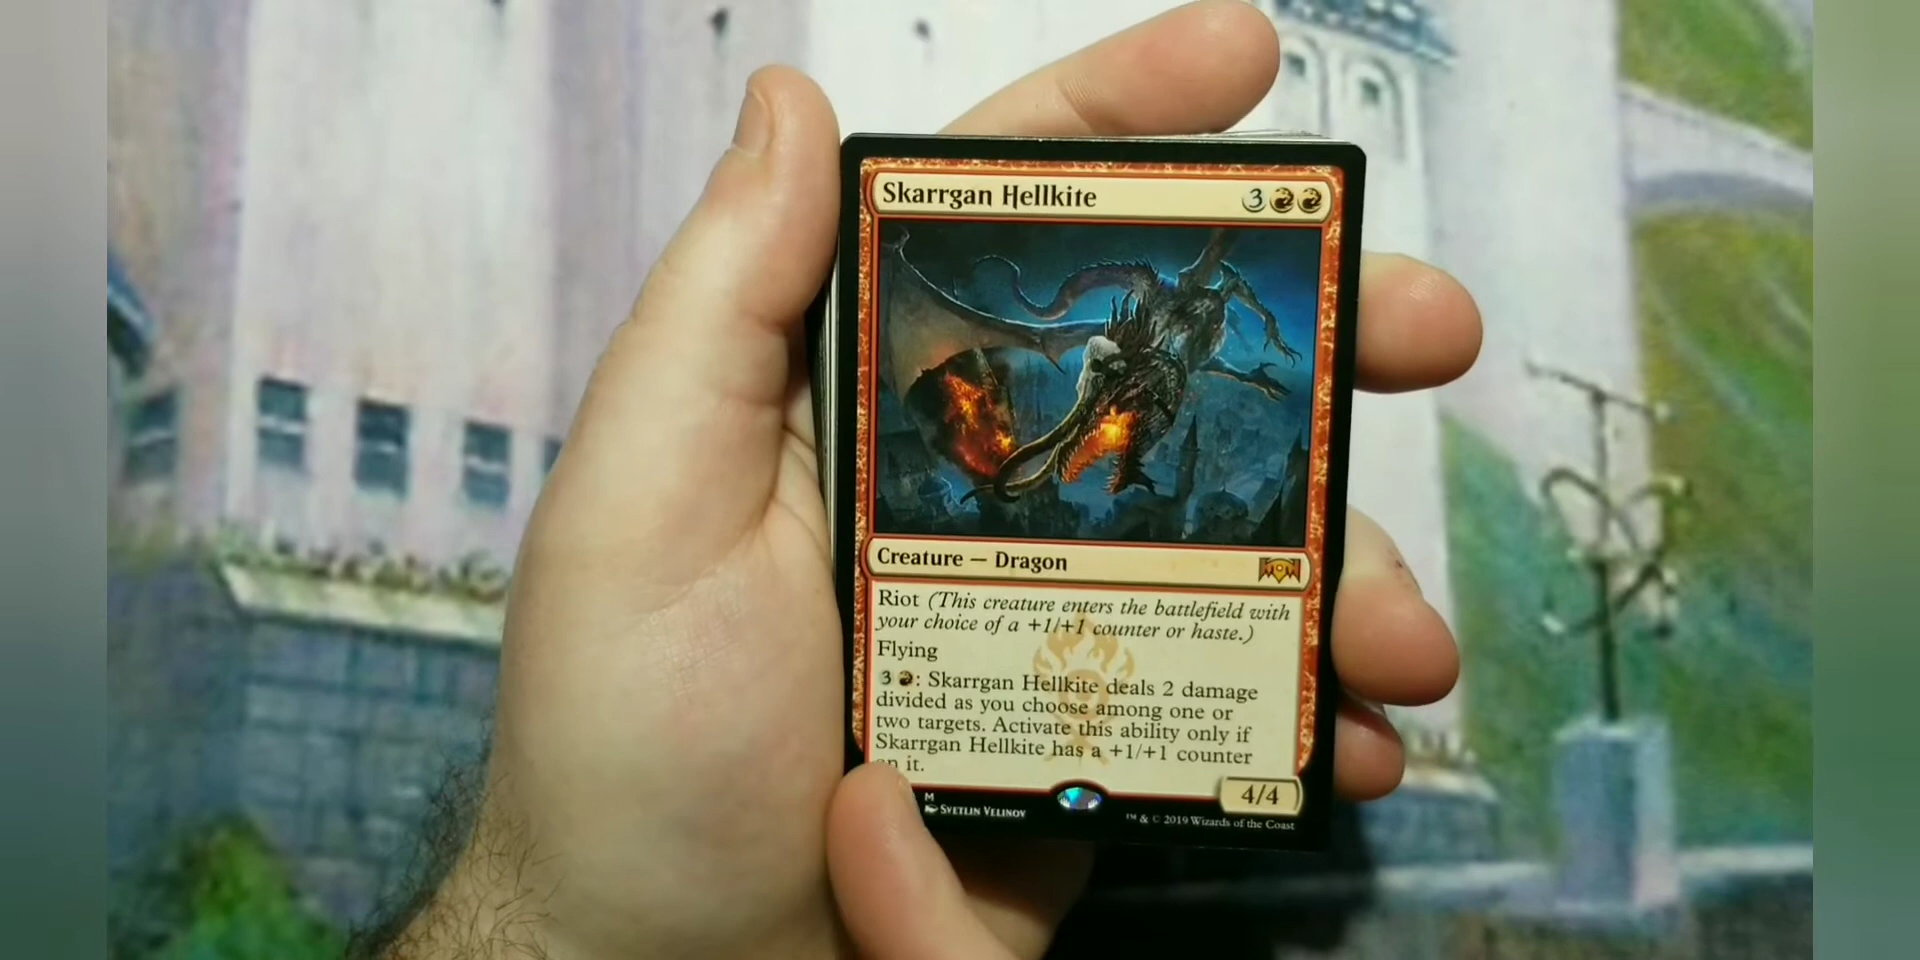 Skarrgan Hellkite 3
Creature — Dragon
Riot (This creature enters the battlefield with
your choice of a +1/+1 counter or haste.)
Flying
3 : Skarrgan Hellkite deals 2 damage
divided as you choose among one or
two targets. Activate this ability only if
Skarrgan Hellkite has a +1/+1 counter
on it.
4/4
M
Svetlin Velinov
™ & © 2019 Wizards of the Coast